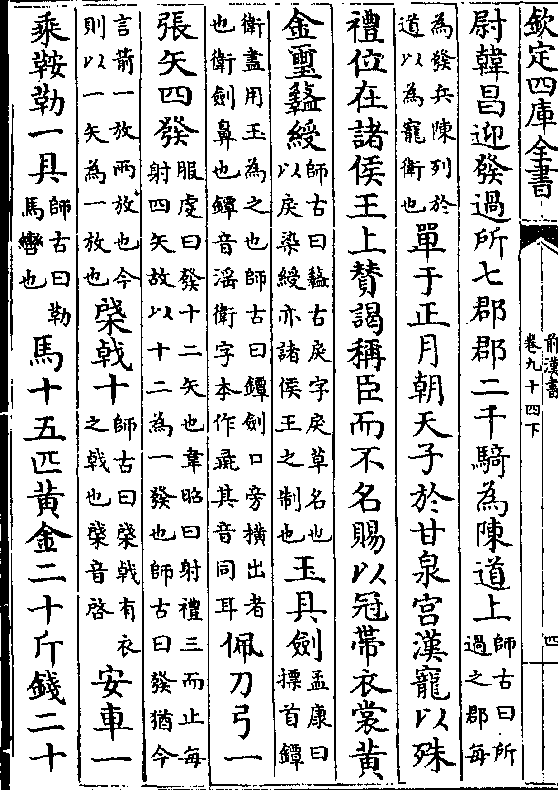 欽定四庫全書
前漢書
卷九十四下
四
尉韓昌迎發過所七郡郡二千騎為陳道上師古曰所過之郡每
為發兵陳列於道以為寵衛也單于正月朝天子於甘泉宮漢寵以殊
禮位在諸侯王上贊謁稱臣而不名賜以冠帶衣裳黃
金璽盭綬師古曰盭古戾字戾草名也以戾染綬亦諸侯王之制也玉具劍孟康曰摽首鐔
衛盡用玉為之也師古曰鐔劍口旁橫出者也衛劍鼻也鐔音滛衛字本作彘其音同耳佩刀弓一
張矢四發服虔曰發十二矢也韋昭曰射禮三而止每射四矢故以十二為一發也師古曰發猶今
言箭一放兩放也今則以一矢為一放也棨戟十師古曰棨戟有衣之戟也棨音啓安車一
乘鞍勒一具師古曰勒馬轡也馬十五匹黃金二十斤錢二十